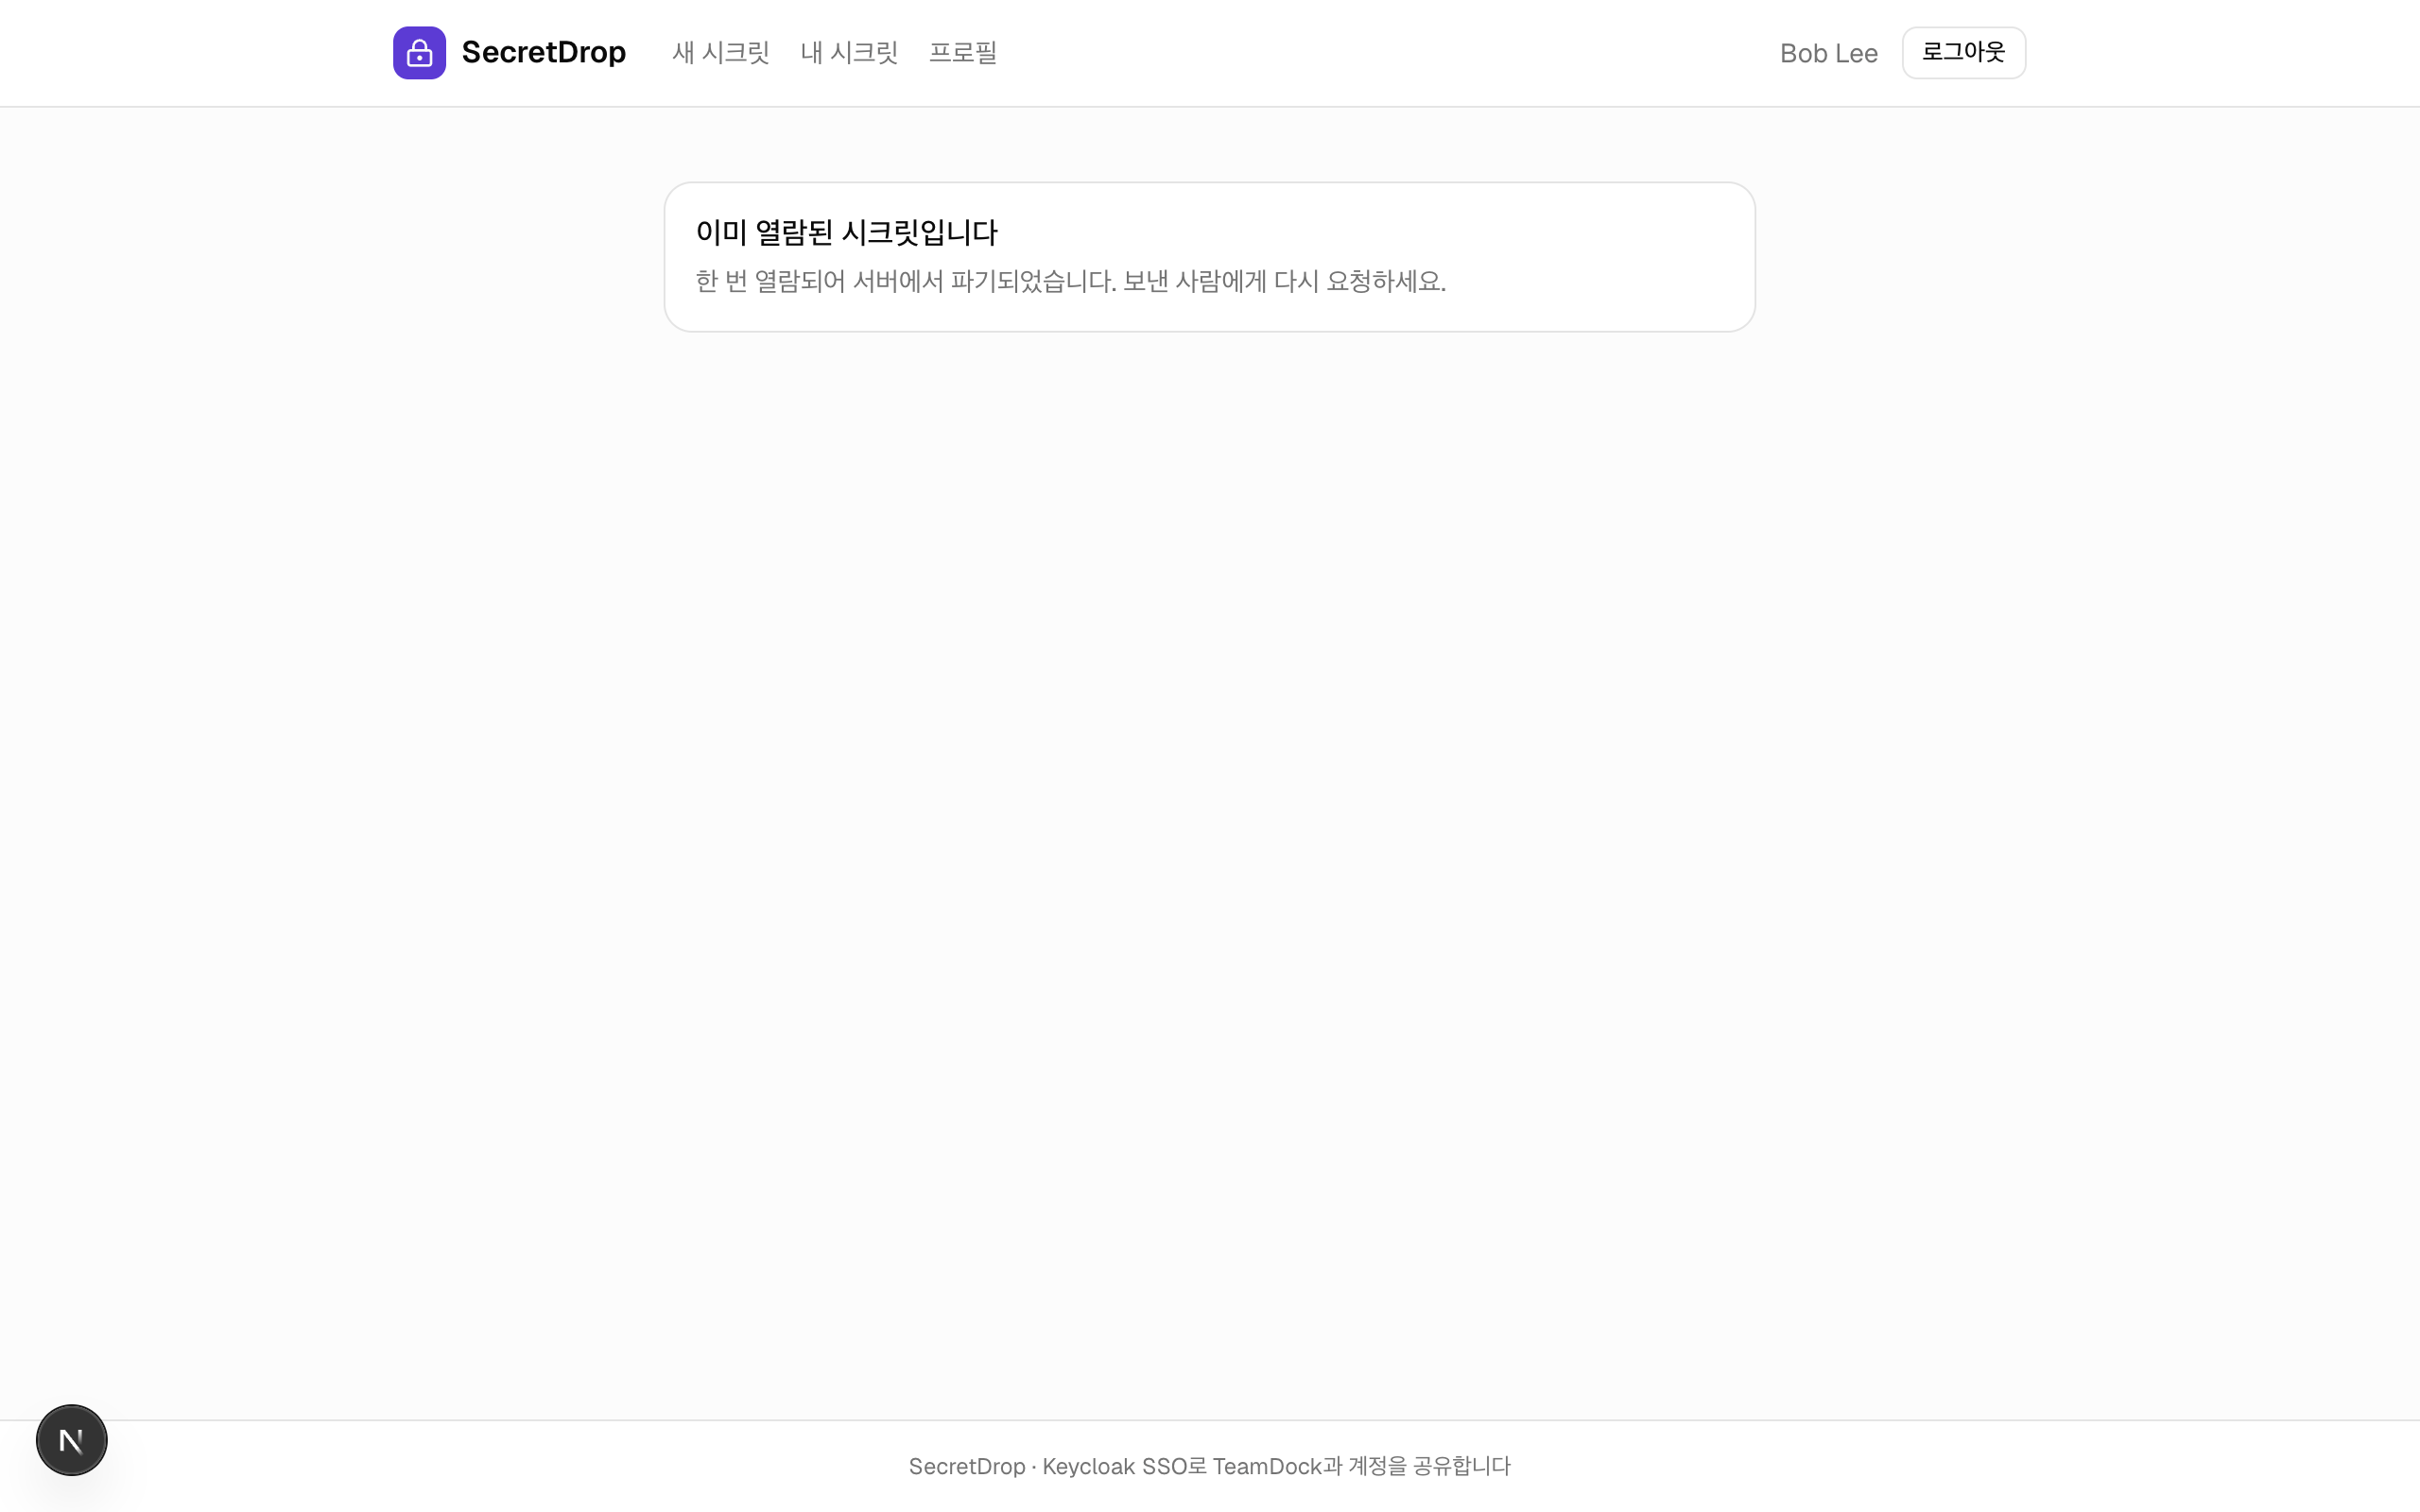 SecretDrop 새 시크릿 내 시크릿 프로필 Bob Lee 로그아웃
이미 열람된 시크릿입니다
한 번 열람되어 서버에서 파기되었습니다. 보낸 사람에게 다시 요청하세요.
N
SecretDrop · Keycloak SSO로 TeamDock과 계정을 공유합니다